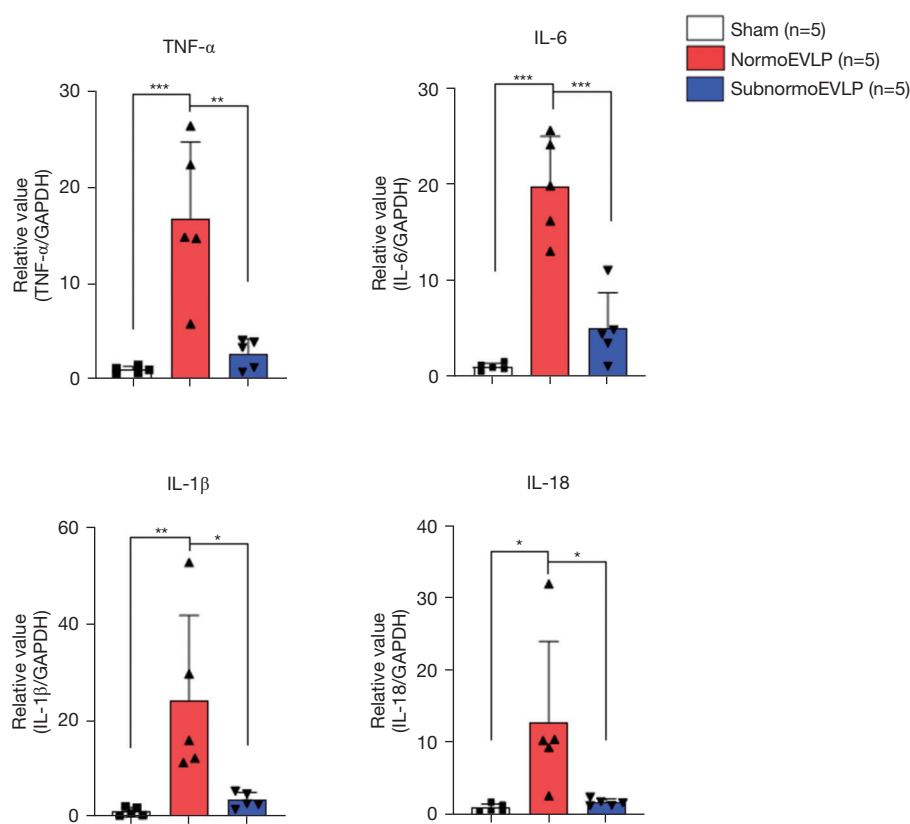 Sham (n=5)
NormoEVLP (n=5)
SubnormoEVLP (n=5)
TNF-α
Relative value
(TNF-α/GAPDH)
30
20
10
0
***
**
IL-6
Relative value
(IL-6/GAPDH)
30
20
10
0
***
***
IL-1β
Relative value
(IL-1β/GAPDH)
60
40
20
0
**
*
IL-18
Relative value
(IL-18/GAPDH)
40
30
20
10
0
*
*